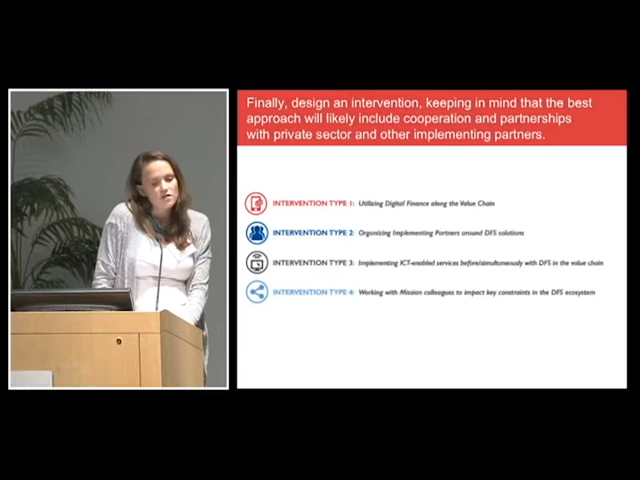 Finally, design an intervention, keeping in mind that the best
approach will likely include cooperation and partnerships
with private sector and other implementing partners.
INTERVENTION TYPE 1: Utilizing Digital Finance along the Value Chain
INTERVENTION TYPE 2: Organizing Implementing Partners around DFS solutions
INTERVENTION TYPE 3: Implementing ICT-enabled services before/simultaneously with DFS in the value chain
INTERVENTION TYPE 4: Working with Mission colleagues to impact key constraints in the DFS ecosystem